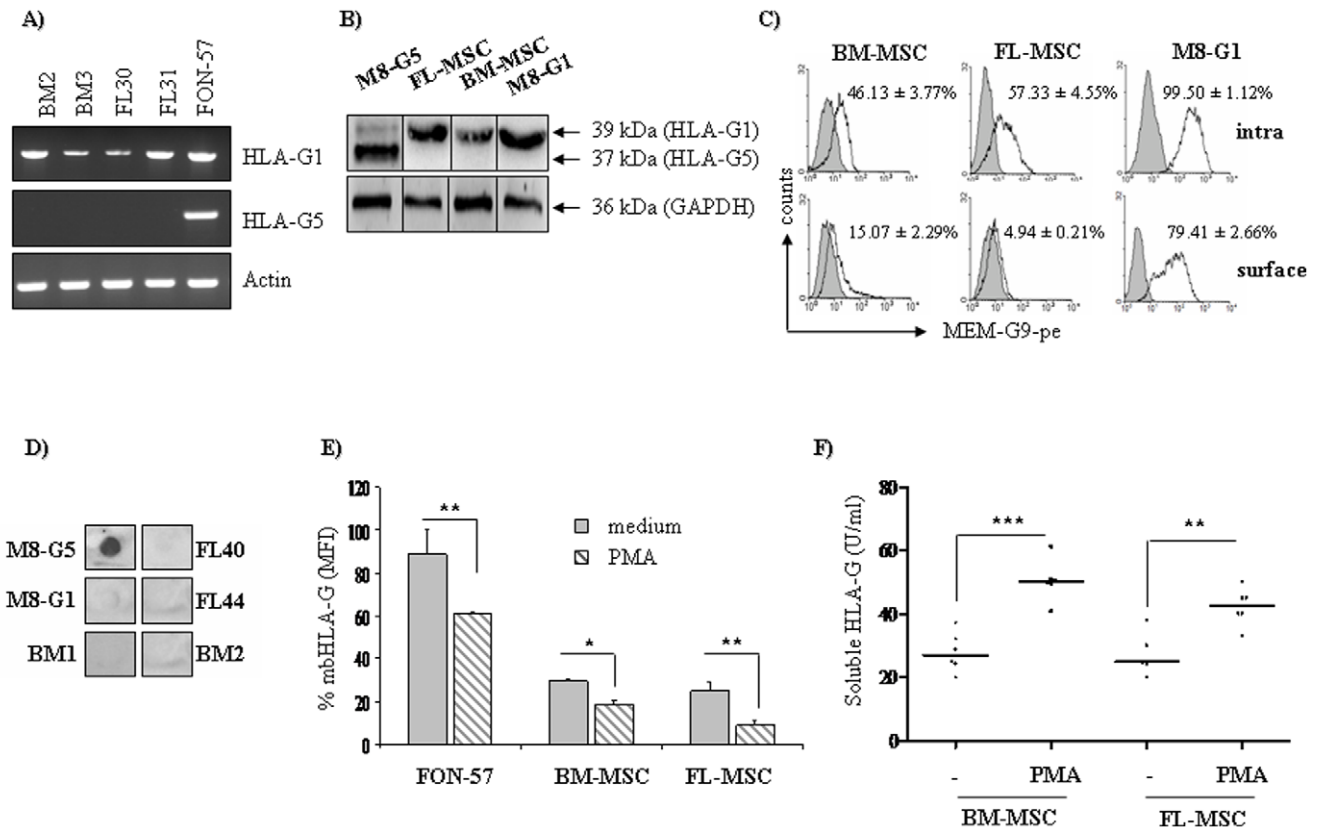 A)
BM2
BM3
FL30
FL31
FON-57
HLA-G1
HLA-G5
Actin
B)
M8-G5
FL-MSC
BM-MSC
M8-G1
39 kDa (HLA-G1)
37 kDa (HLA-G5)
36 kDa (GAPDH)
C)
BM-MSC
FL-MSC
M8-G1
46.13 ± 3.77%
57.33 ± 4.55%
99.50 ± 1.12%
intra
15.07 ± 2.29%
4.94 ± 0.21%
79.41 ± 2.66%
surface
counts
MEM-G9-pe
D)
M8-G5
FL40
M8-G1
FL44
BM1
BM2
E)
% mbHLA-G (MFI)
120
100
80
60
40
20
0
**
*
**
medium
PMA
FON-57
BM-MSC
FL-MSC
F)
Soluble HLA-G (U/ml)
80
60
40
20
0
***
**
- PMA - PMA
BM-MSC
FL-MSC